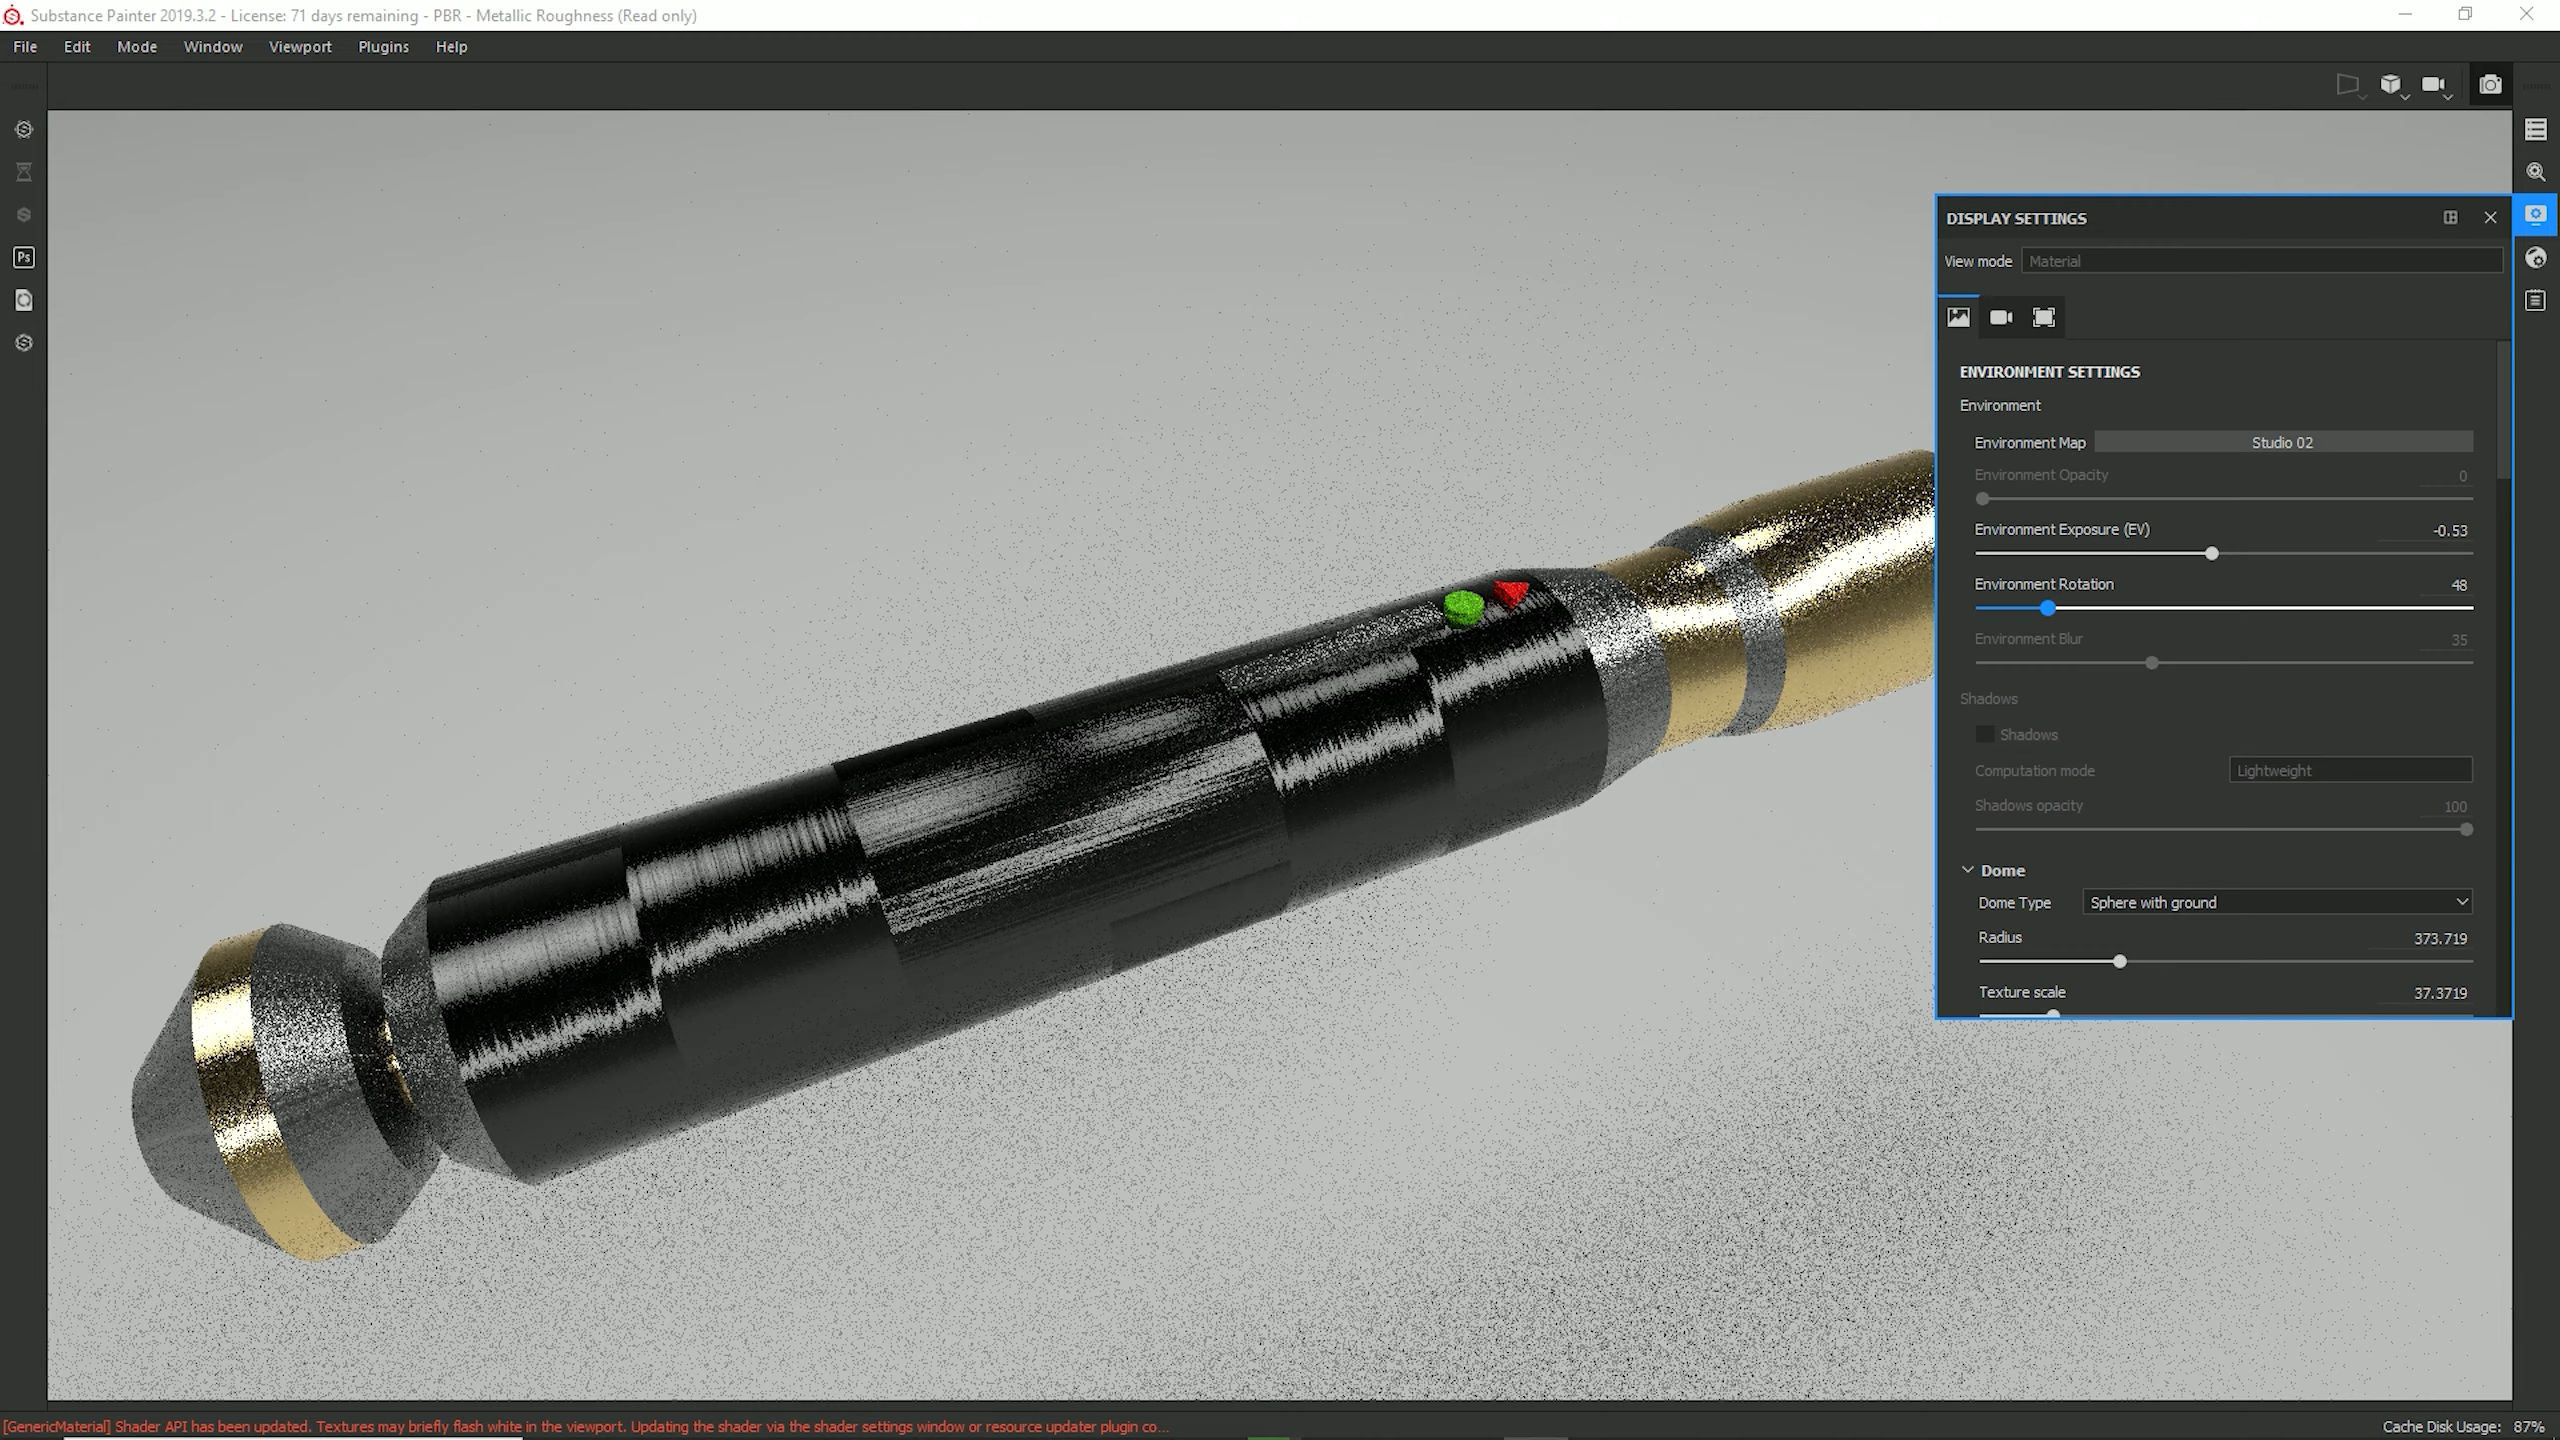 Substance Painter 2019.3.2 - License: 71 days remaining - PBR - Metallic Roughness (Read only)
File Edit Mode Window Viewport Plugins Help
Ps
DISPLAY SETTINGS
View mode Material
ENVIRONMENT SETTINGS
Environment
Environment Map Studio 02
Environment Opacity 0
Environment Exposure (EV) -0.53
Environment Rotation 48
Environment Blur 35
Shadows
Shadows
Computation mode Lightweight
Shadows opacity 100
Dome
Dome Type Sphere with ground
Radius 373.719
Texture scale 37.3719
[GenericMaterial] Shader API has been updated. Textures may briefly flash white in the viewport. Updating the shader via the shader settings window or resource updater plugin co...
Cache Disk Usage: 87%